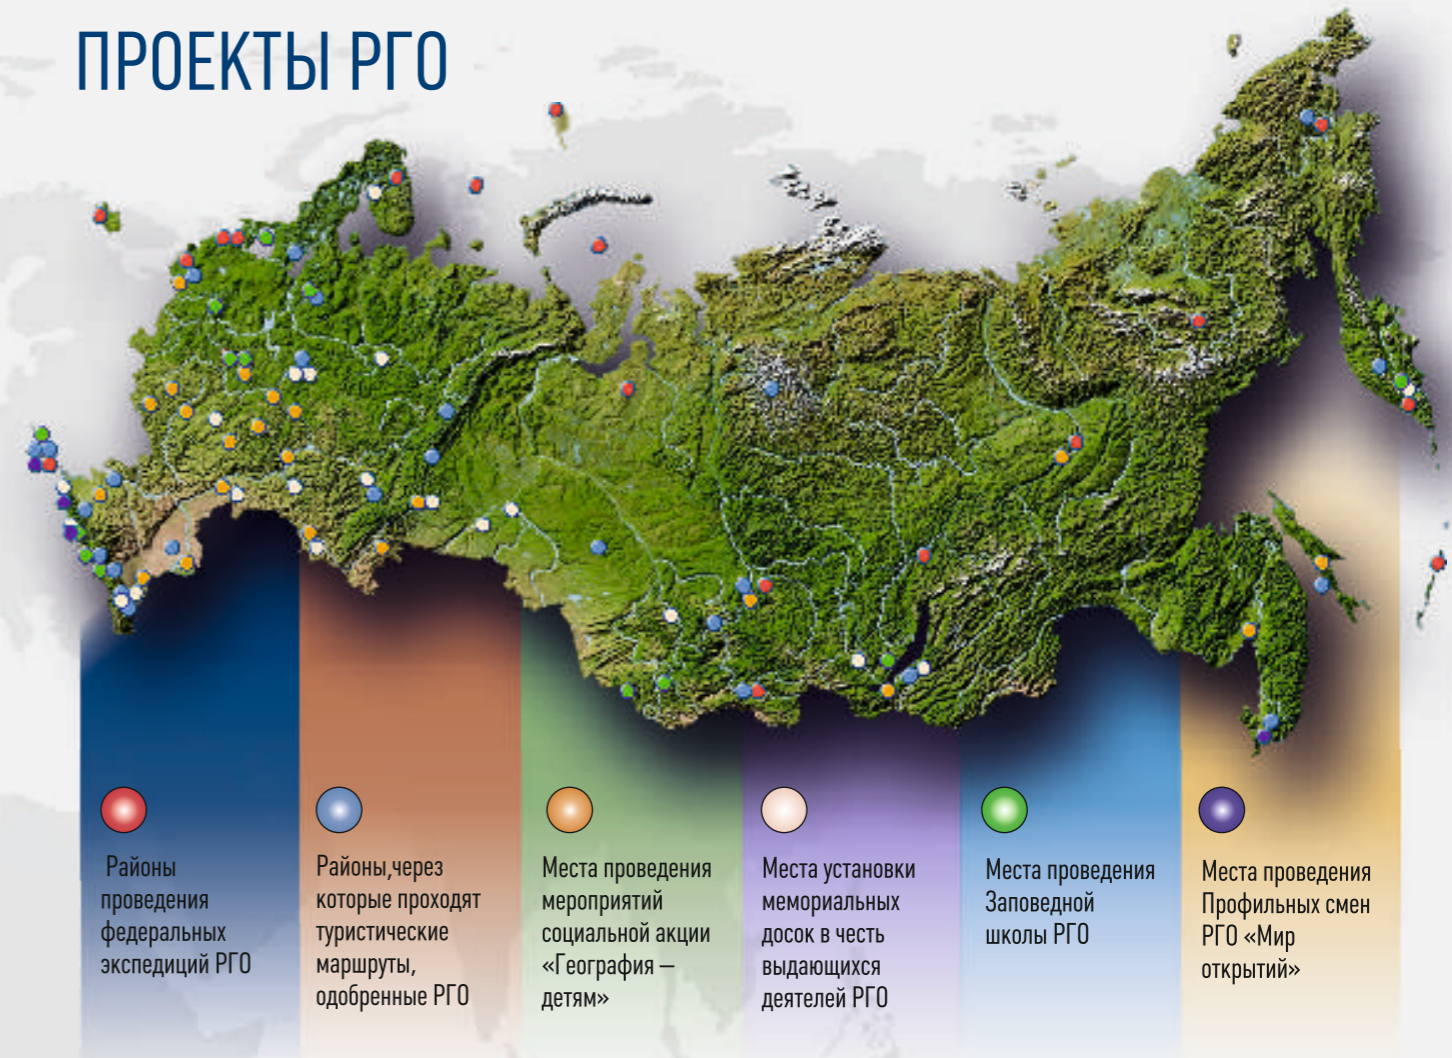 ПРОЕКТЫ РГО
Районы
проведения
федеральных
экспедиций РГО
Районы,через
которые проходят
туристические
маршруты,
одобренные РГО
Места проведения
мероприятий
социальной акции
«География –
детям»
Места установки
мемориальных
досок в честь
выдающихся
деятелей РГО
Места проведения
Заповедной
школы РГО
Места проведения
Профильных смен
РГО «Мир
открытий»